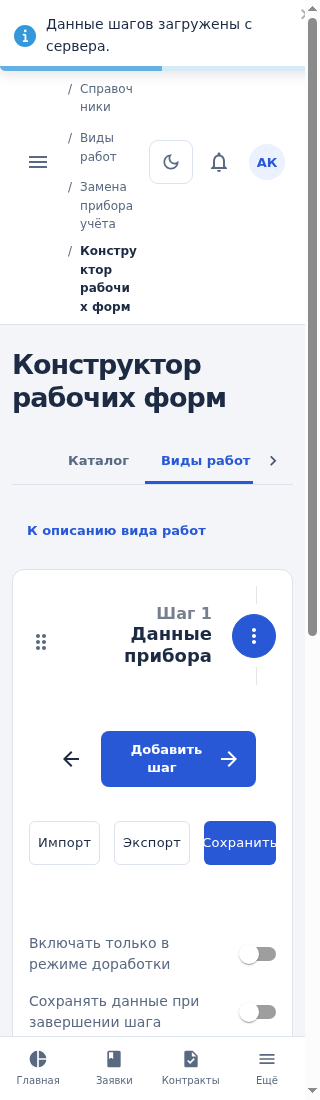 Данные шагов загружены с
сервера.
/ Справоч
ники
/ Виды
работ
/ Замена
прибора
учёта
/ Констру
ктор
рабочи
х форм
АК
Конструктор
рабочих форм
Каталог
Виды работ
К описанию вида работ
Шаг 1
Данные
прибора
Добавить
шаг
Импорт
Экспорт
Сохранить
Включать только в
режиме доработки
Сохранять данные при
завершении шага
Главная
Заявки
Контракты
Ещё